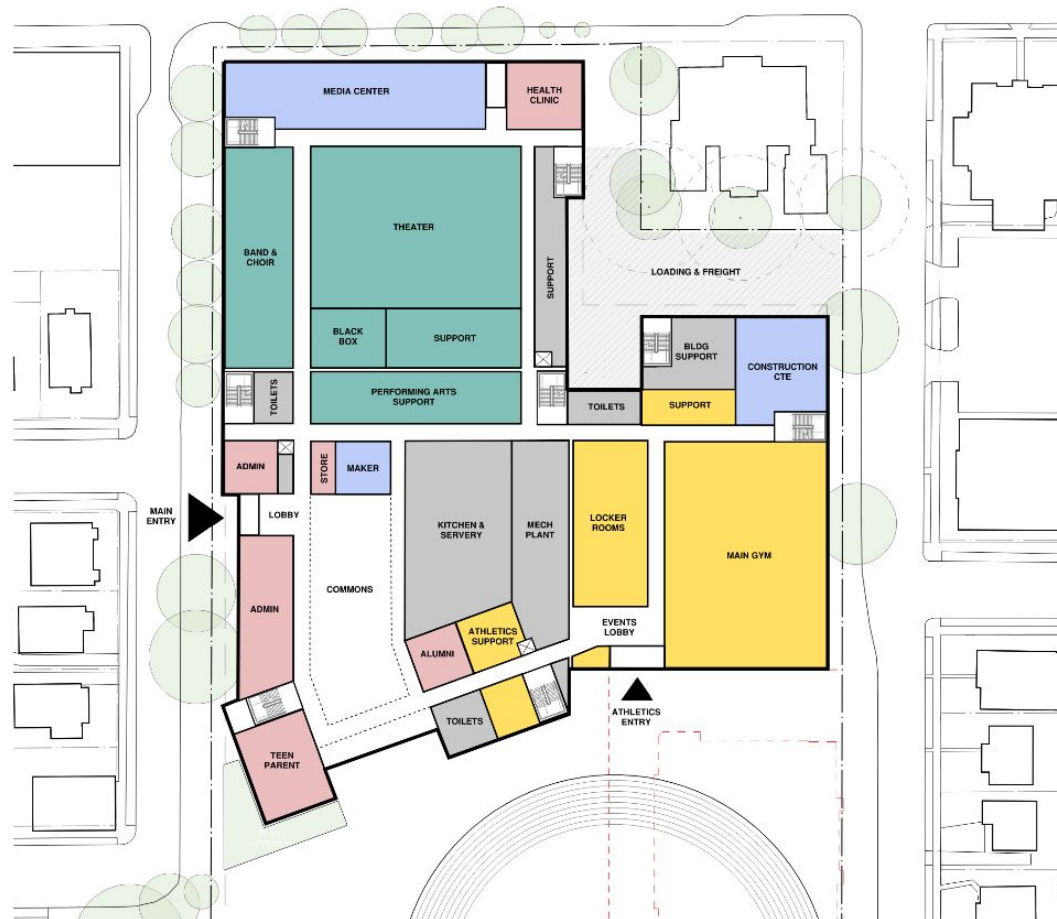 MEDIA CENTER
HEALTH
CLINIC
THEATER
BAND &
CHOIR
SUPPORT
LOADING & FREIGHT
BLACK
BOX
SUPPORT
BLDG
SUPPORT
CONSTRUCTION
CTE
TOILETS
PERFORMING ARTS
SUPPORT
TOILETS
SUPPORT
ADMIN
STORE
MAKER
MAIN
ENTRY
LOBBY
KITCHEN &
SERVERY
MECH
PLANT
LOCKER
ROOMS
MAIN GYM
COMMONS
ADMIN
EVENTS
LOBBY
ATHLETICS
SUPPORT
ALUMNI
TOILETS
ATHLETICS
ENTRY
TEEN
PARENT